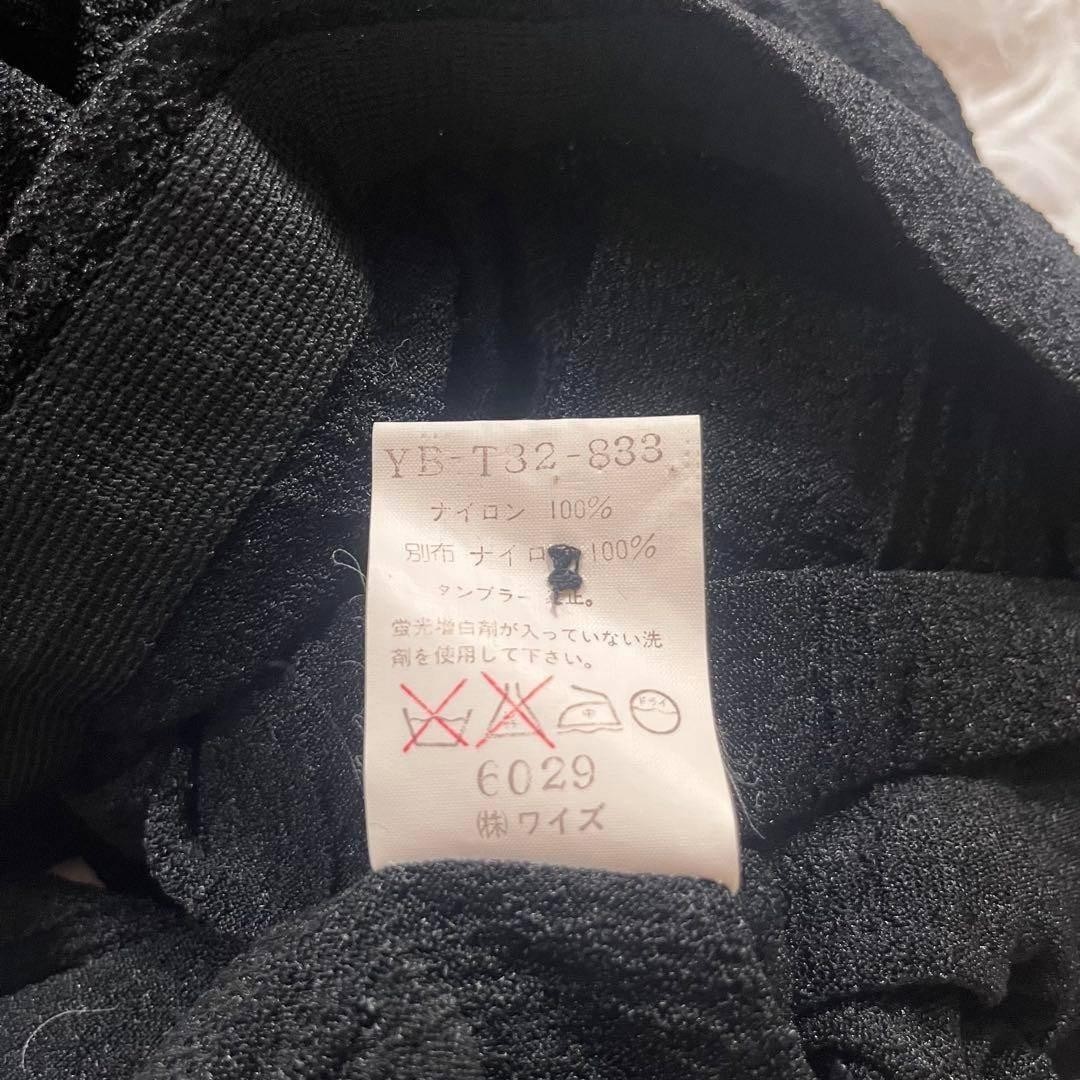 YB-T32-833
ナイロン 100%
別布 ナイロン 100%
タンブラー 禁止。
蛍光増白剤が入っていない洗
剤を使用して下さい。
中 ドライ
6029
(株)ワイズ